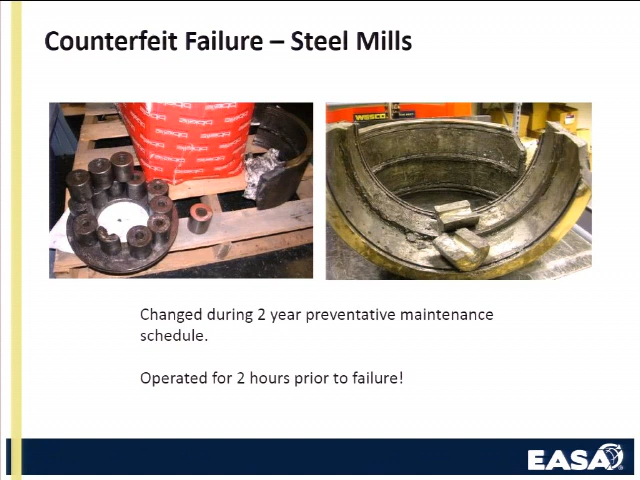 Counterfeit Failure – Steel Mills
WESCO.
Changed during 2 year preventative maintenance
schedule.
Operated for 2 hours prior to failure!
EASA